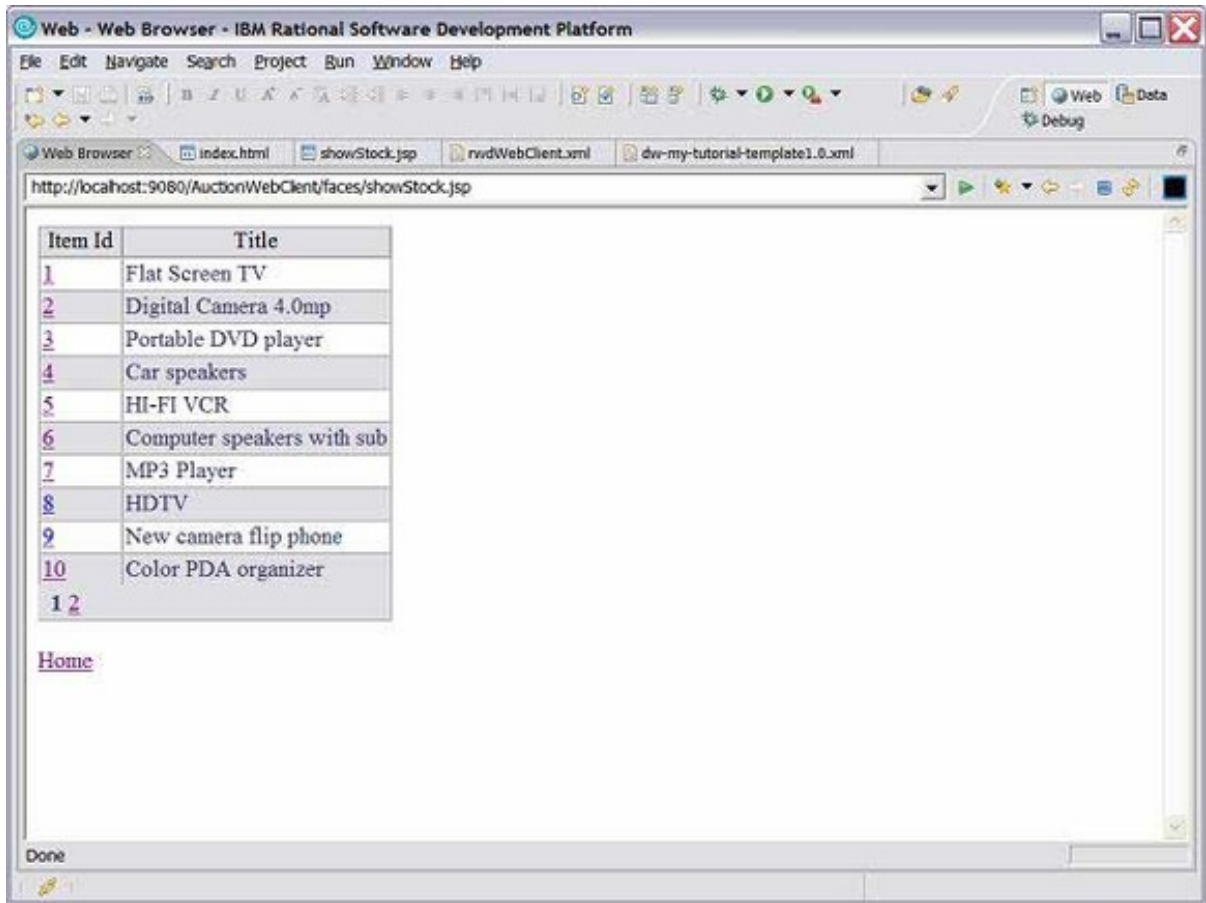 Web - Web Browser - IBM Rational Software Development Platform
File Edit Navigate Search Project Run Window Help
Web Data
Debug
Web Browser index.html showStock.jsp rwdWebClient.xml dw-my-tutorial-template1.0.xml
http://localhost:9080/AuctionWebClient/faces/showStock.jsp
Item Id Title
1 Flat Screen TV
2 Digital Camera 4.0mp
3 Portable DVD player
4 Car speakers
5 HI-FI VCR
6 Computer speakers with sub
7 MP3 Player
8 HDTV
9 New camera flip phone
10 Color PDA organizer
1 2
Home
Done